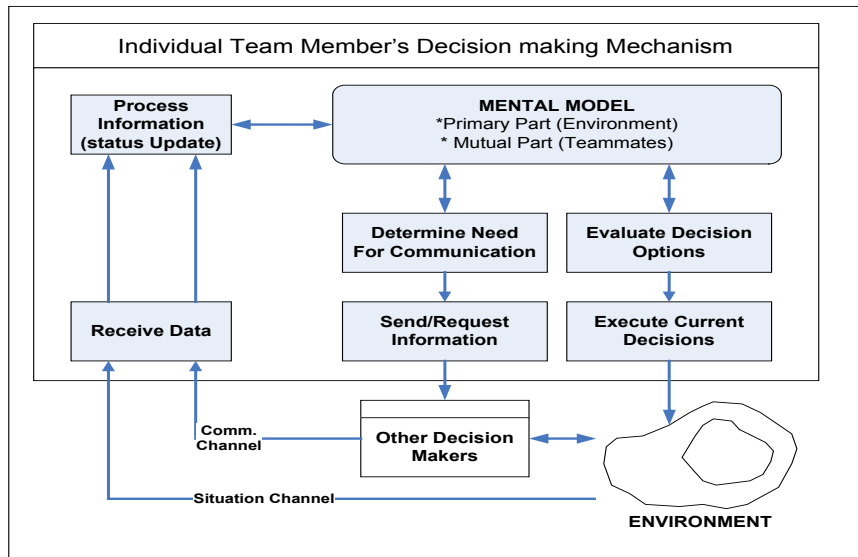 Individual Team Member's Decision making Mechanism
Process
Information
(status Update)
MENTAL MODEL
*Primary Part (Environment)
* Mutual Part (Teammates)
Determine Need
For Communication
Evaluate Decision
Options
Receive Data
Send/Request
Information
Execute Current
Decisions
Comm.
Channel
Other Decision
Makers
Situation Channel
ENVIRONMENT